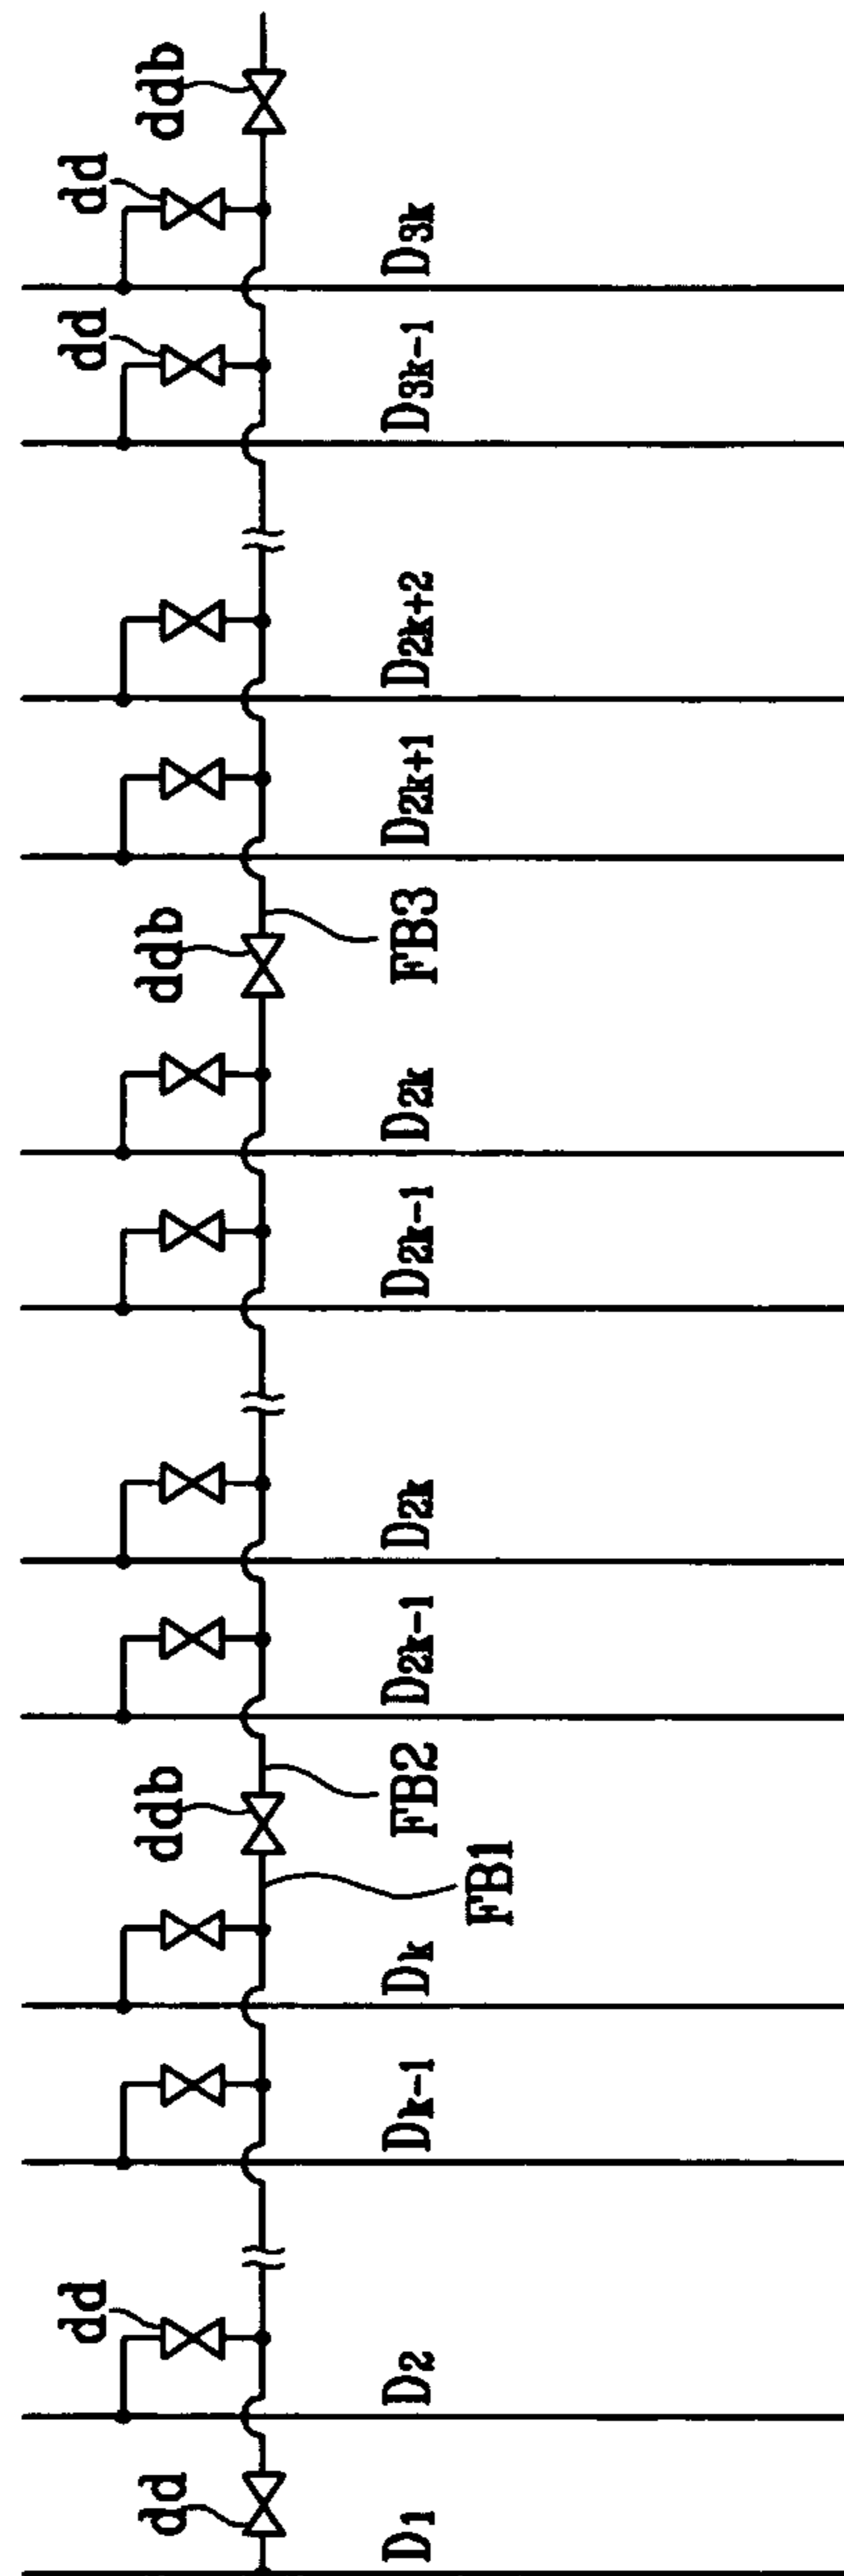 dd dd dd
dd ddb ddb ddb
D1 D2 Dk-1 Dk FB2 D2k-1 D2k D2k-1 D2k FB3 D2k+1 D2k+2 D3k-1 D3k
FB1